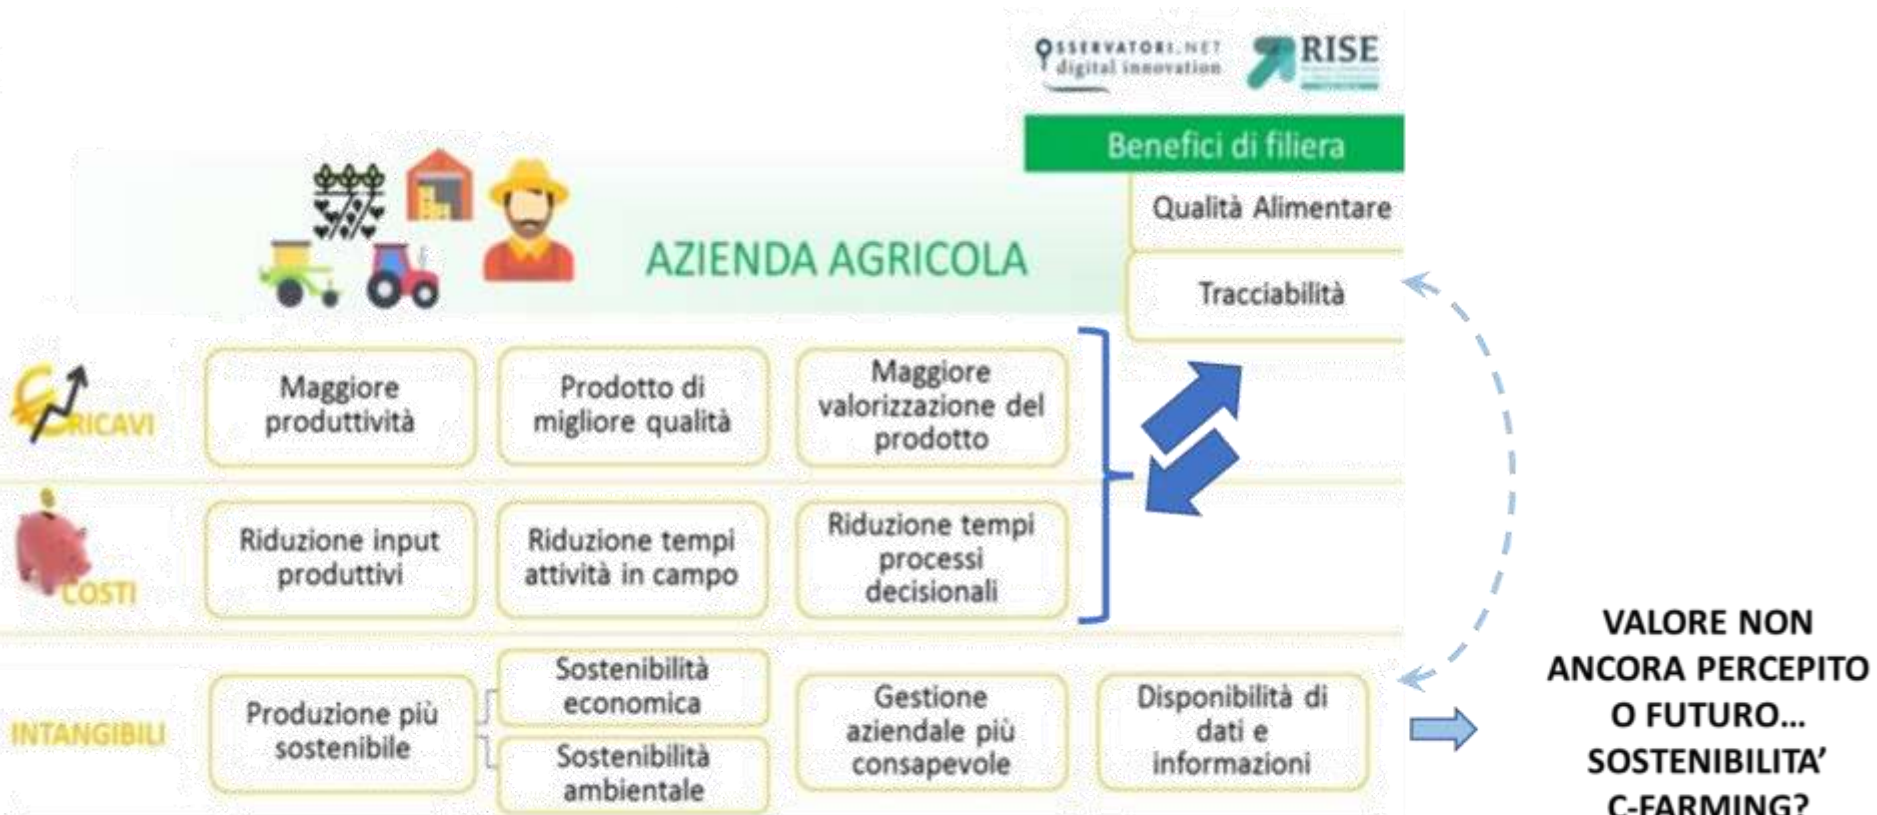 OSSERVATORI.NET
digital innovation
RISE
Benefici di filiera
Qualità Alimentare
AZIENDA AGRICOLA
Tracciabilità
RICAVI
Maggiore
produttività
Prodotto di
migliore qualità
Maggiore
valorizzazione del
prodotto
COSTI
Riduzione input
produttivi
Riduzione tempi
attività in campo
Riduzione tempi
processi
decisionali
INTANGIBILI
Produzione più
sostenibile
Sostenibilità
economica
Sostenibilità
ambientale
Gestione
aziendale più
consapevole
Disponibilità di
dati e
informazioni
VALORE NON
ANCORA PERCEPITO
O FUTURO...
SOSTENIBILITA'
C-FARMING?